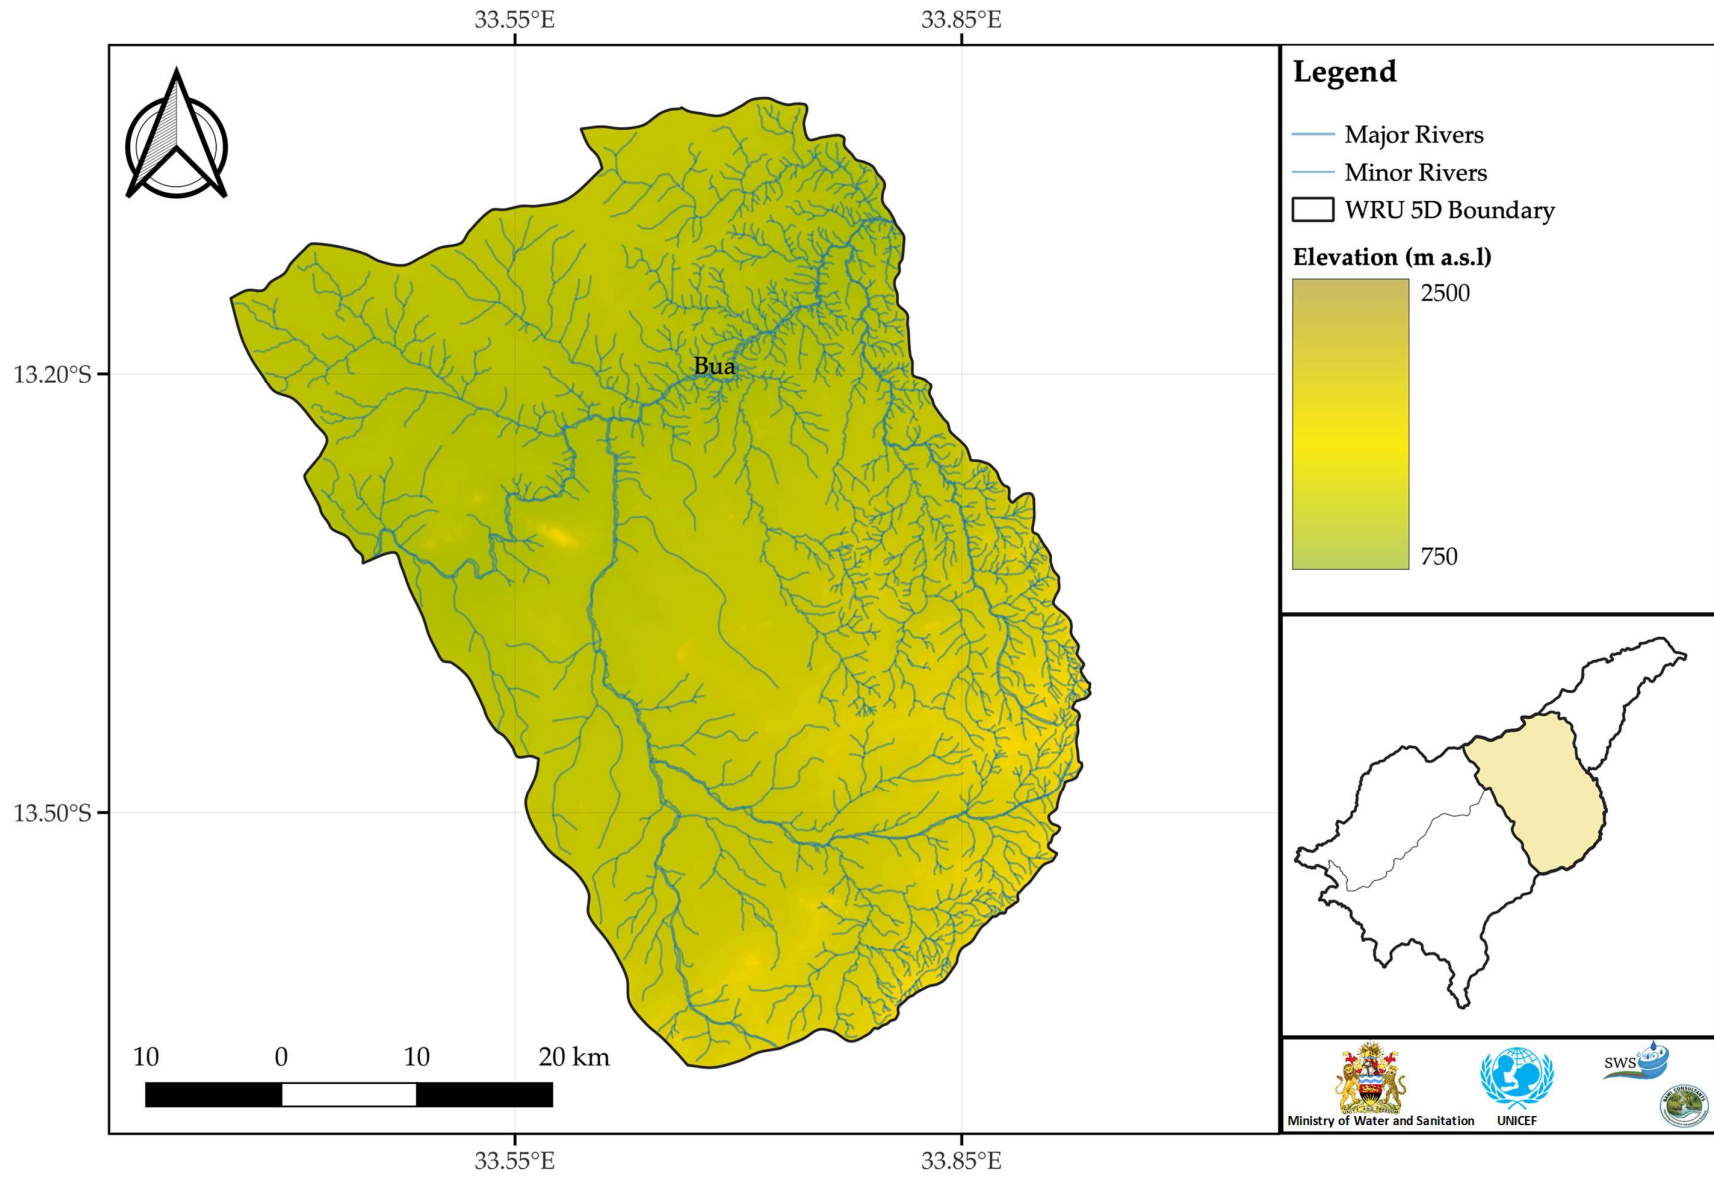 33.55°E
33.85°E
13.20°S
13.50°S
Bua
10 0 10 20 km
33.55°E
33.85°E
Legend
Major Rivers
Minor Rivers
WRU 5D Boundary
Elevation (m a.s.l)
2500
750
Ministry of Water and Sanitation
UNICEF
SWS